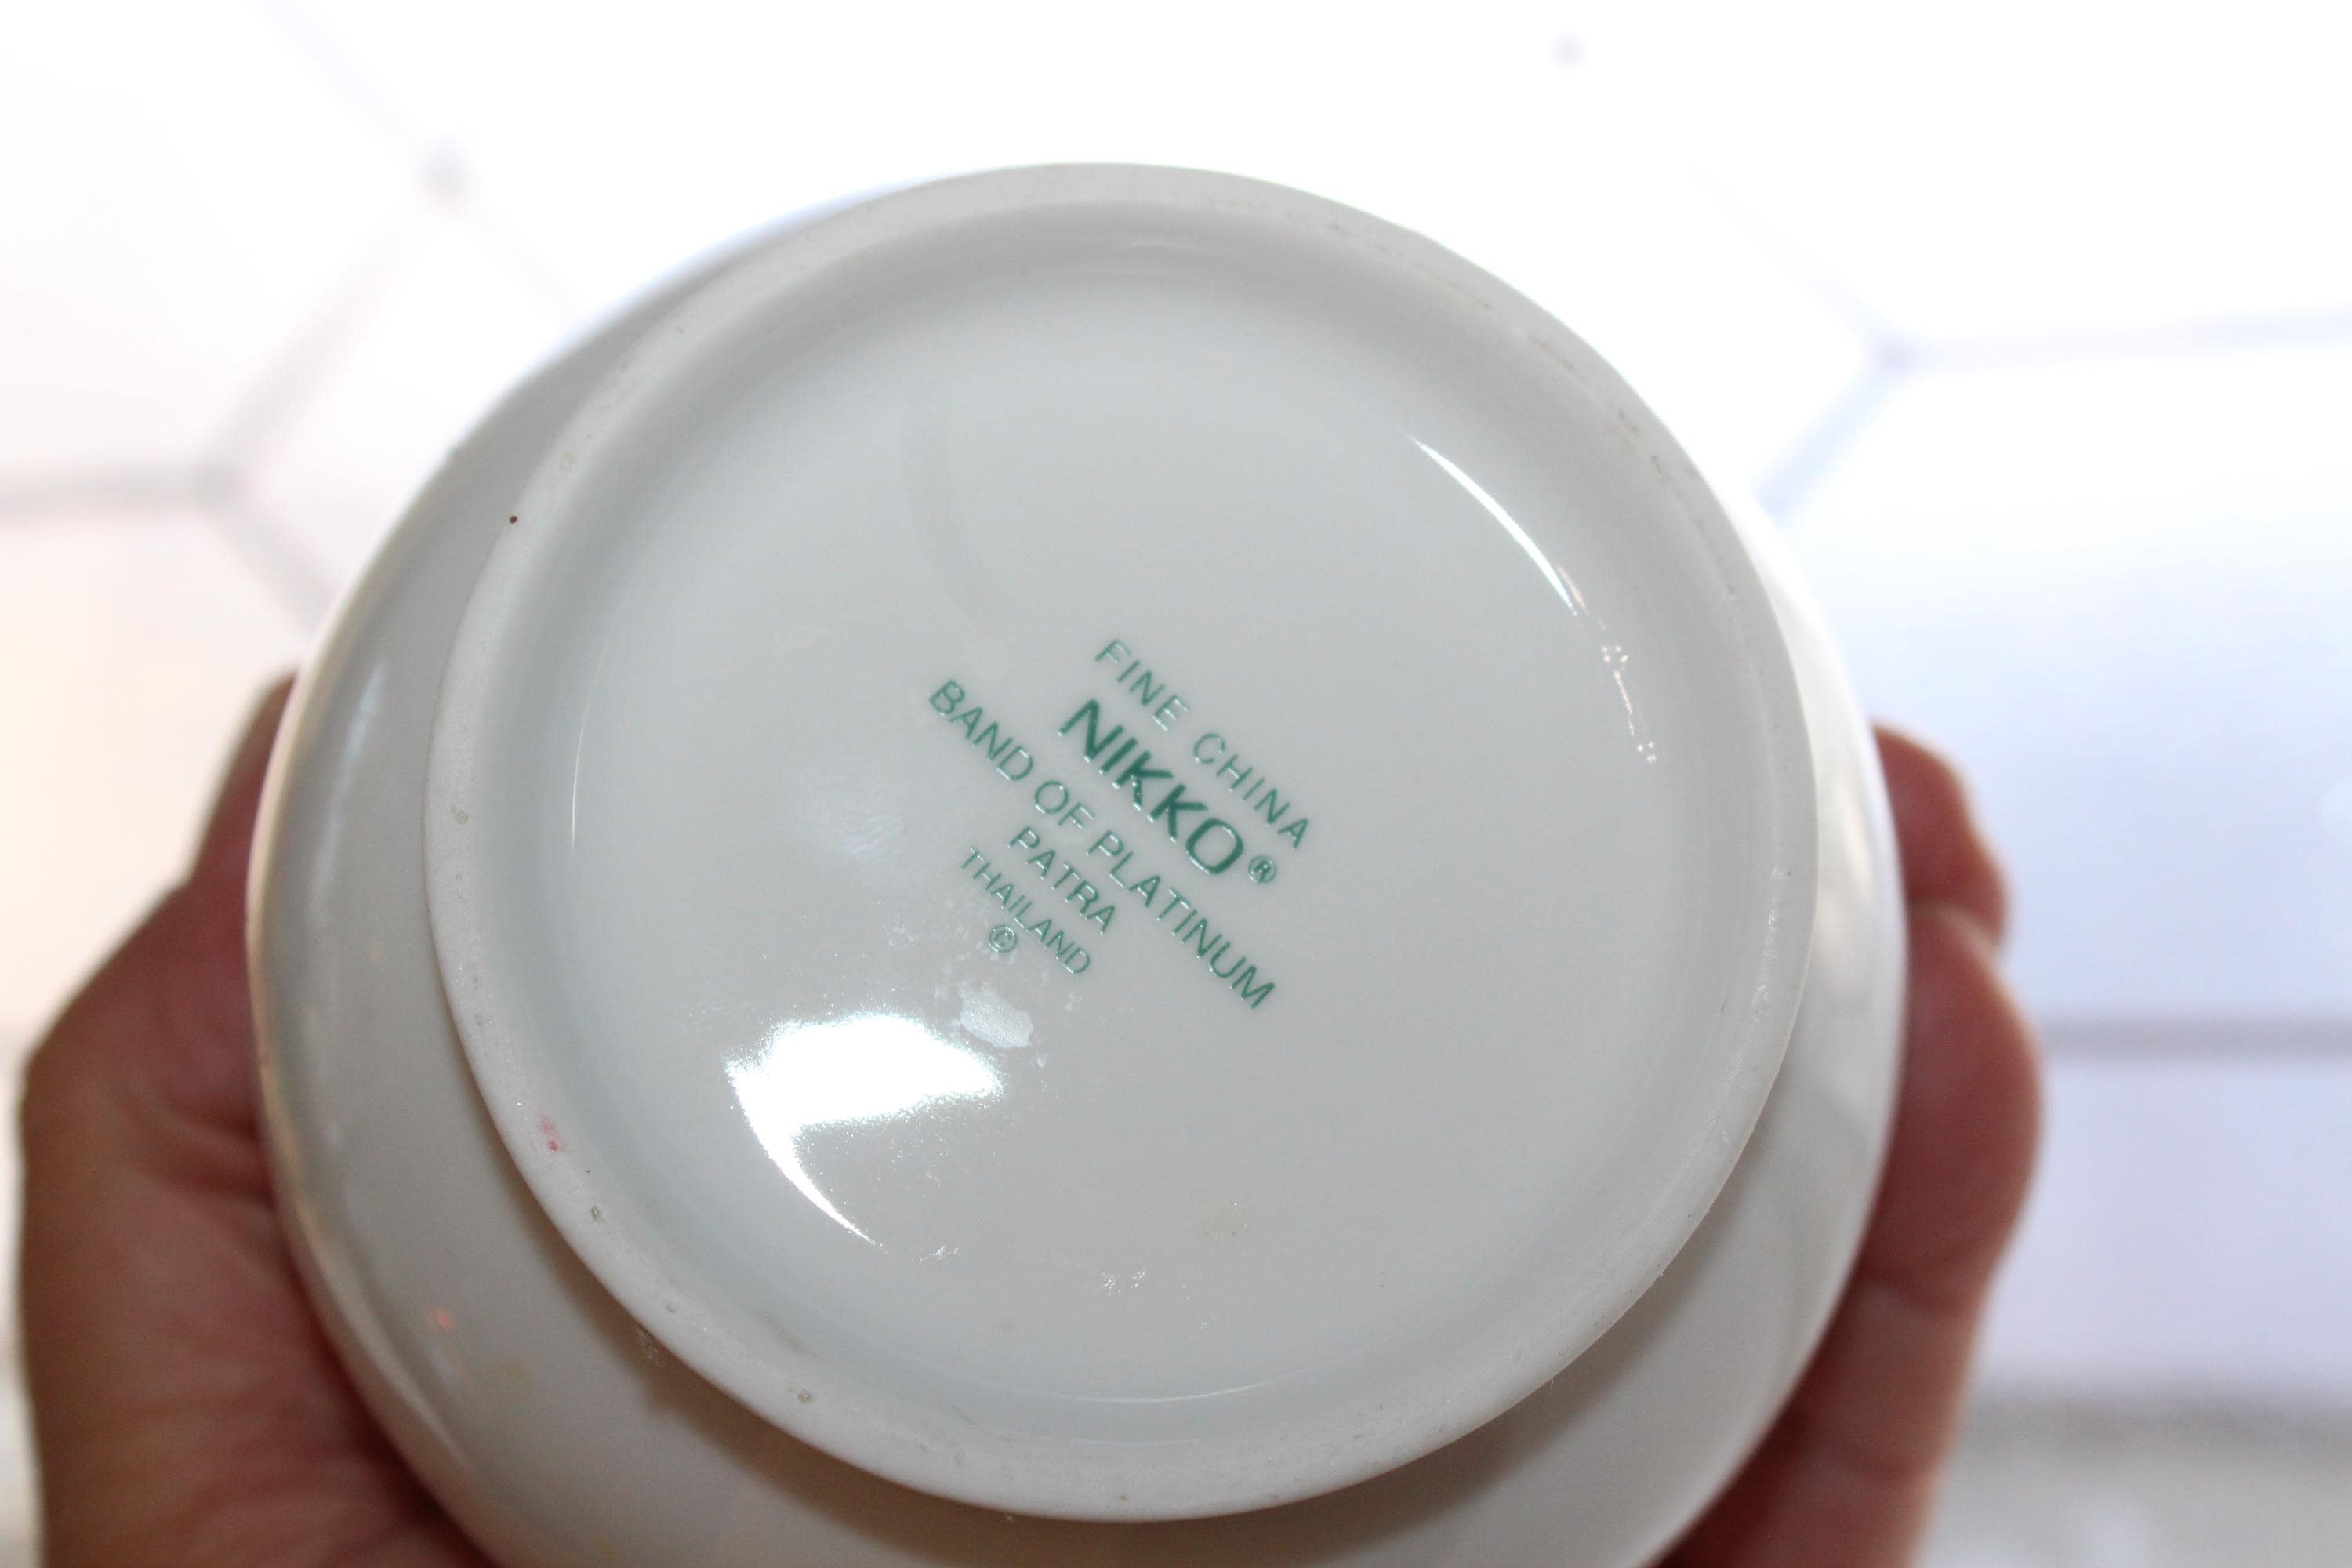 FINE CHINA
NIKKO®
BAND OF PLATINUM
PATRA
THAILAND
©